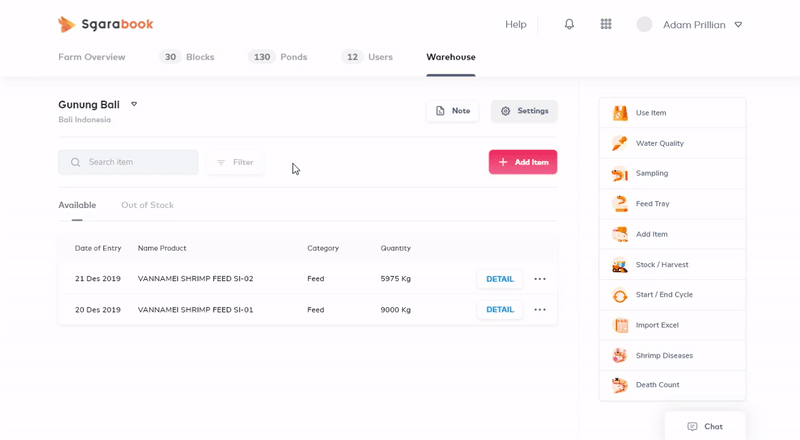 Sgarabook
Help
Adam Prillian
Farm Overview
30 Blocks
130 Ponds
12 Users
Warehouse
Gunung Bali
Bali Indonesia
Note
Settings
Search item
Filter
Add Item
Available
Out of Stock
Date of Entry Name Product Category Quantity
21 Des 2019 VANNAMEI SHRIMP FEED SI-02 Feed 5975 Kg DETAIL
20 Des 2019 VANNAMEI SHRIMP FEED SI-01 Feed 9000 Kg DETAIL
Use Item
Water Quality
Sampling
Feed Tray
Add Item
Stock / Harvest
Start / End Cycle
Import Excel
Shrimp Diseases
Death Count
Chat